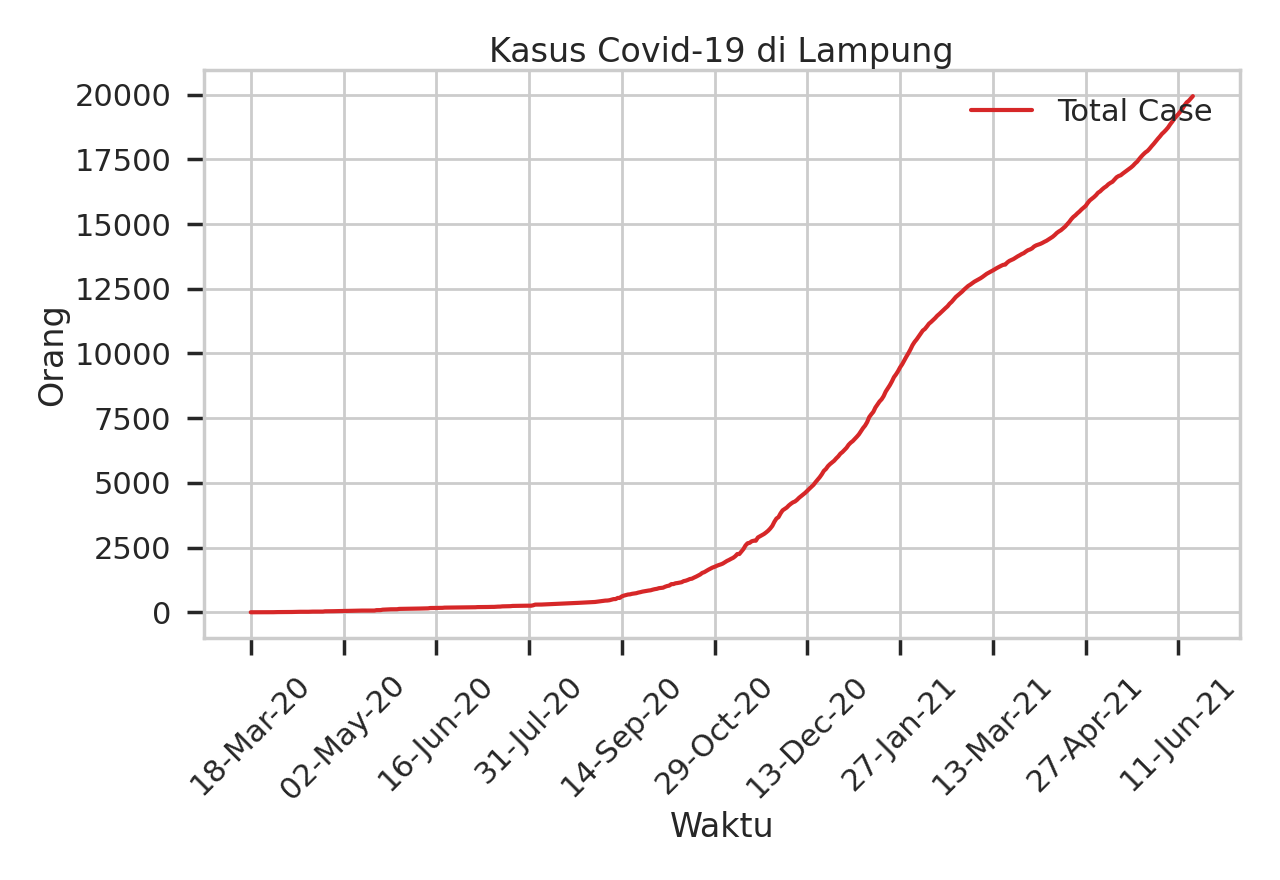 Kasus Covid-19 di Lampung
Total Case
Orang
20000
17500
15000
12500
10000
7500
5000
2500
0
18-Mar-20
02-May-20
16-Jun-20
31-Jul-20
14-Sep-20
29-Oct-20
13-Dec-20
27-Jan-21
13-Mar-21
27-Apr-21
11-Jun-21
Waktu